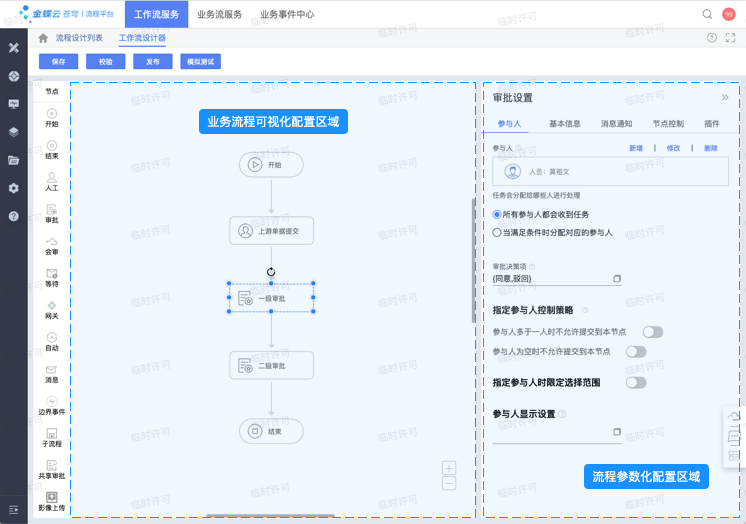 金蝶云 苍穹 | 流程平台
工作流服务
业务流服务
业务事件中心
99
流程设计列表
工作流设计器
保存
校验
发布
模拟测试
节点
开始
结束
人工
审批
会审
等待
网关
自动
消息
边界事件
子流程
共享审批
影像上传
业务流程可视化配置区域
开始
上游单据提交
一级审批
二级审批
结束
审批设置
参与人
基本信息
消息通知
节点控制
插件
参与人
新增 | 修改 | 删除
人员：莫祖文
任务会分配给哪些人进行处理
所有参与人都会收到任务
当满足条件时分配对应的参与人
审批决策项
(同意,驳回)
指定参与人控制策略
参与人多于一人时不允许提交到本节点
参与人为空时不允许提交到本节点
指定参与人时限定选择范围
参与人显示设置
流程参数化配置区域
临时许可